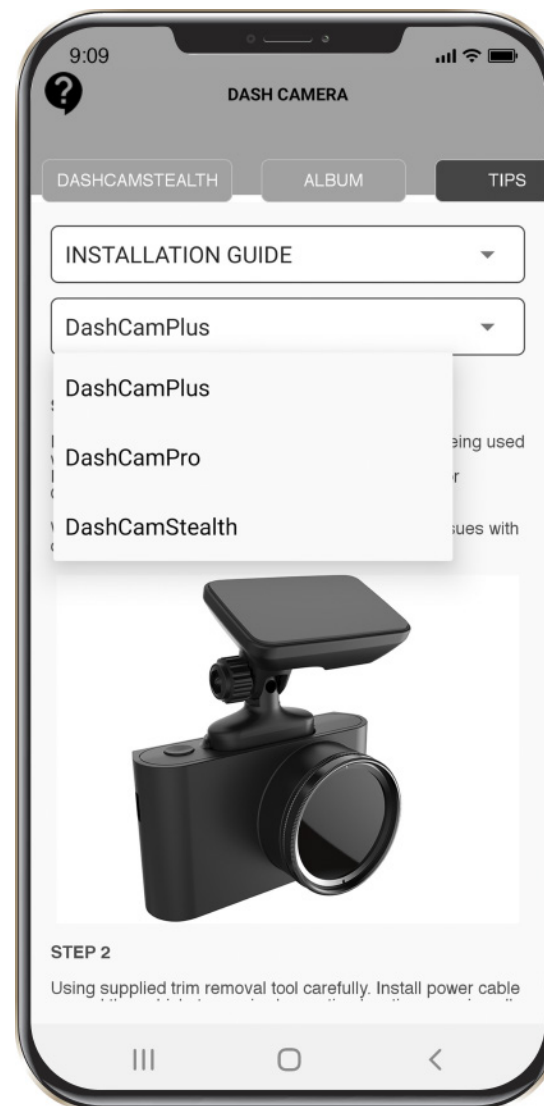 9:09
DASH CAMERA
DASHCAMSTEALTH
ALBUM
TIPS
INSTALLATION GUIDE
DashCamPlus
DashCamPlus
DashCamPro
DashCamStealth
eing used
sues with
STEP 2
Using supplied trim removal tool carefully. Install power cable